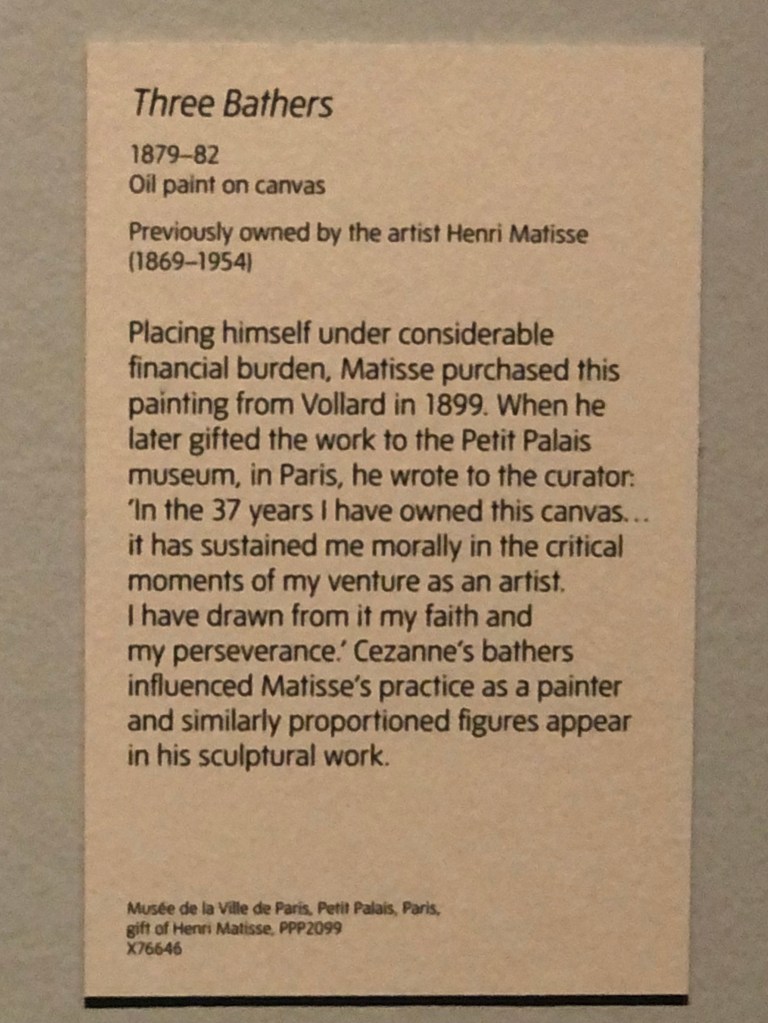 Three Bathers
1879–82
Oil paint on canvas
Previously owned by the artist Henri Matisse
(1869–1954)
Placing himself under considerable
financial burden, Matisse purchased this
painting from Vollard in 1899. When he
later gifted the work to the Petit Palais
museum, in Paris, he wrote to the curator:
‘In the 37 years I have owned this canvas…
it has sustained me morally in the critical
moments of my venture as an artist.
I have drawn from it my faith and
my perseverance.’ Cezanne’s bathers
influenced Matisse’s practice as a painter
and similarly proportioned figures appear
in his sculptural work.
Musée de la Ville de Paris, Petit Palais, Paris,
gift of Henri Matisse, PPP2099
X76646